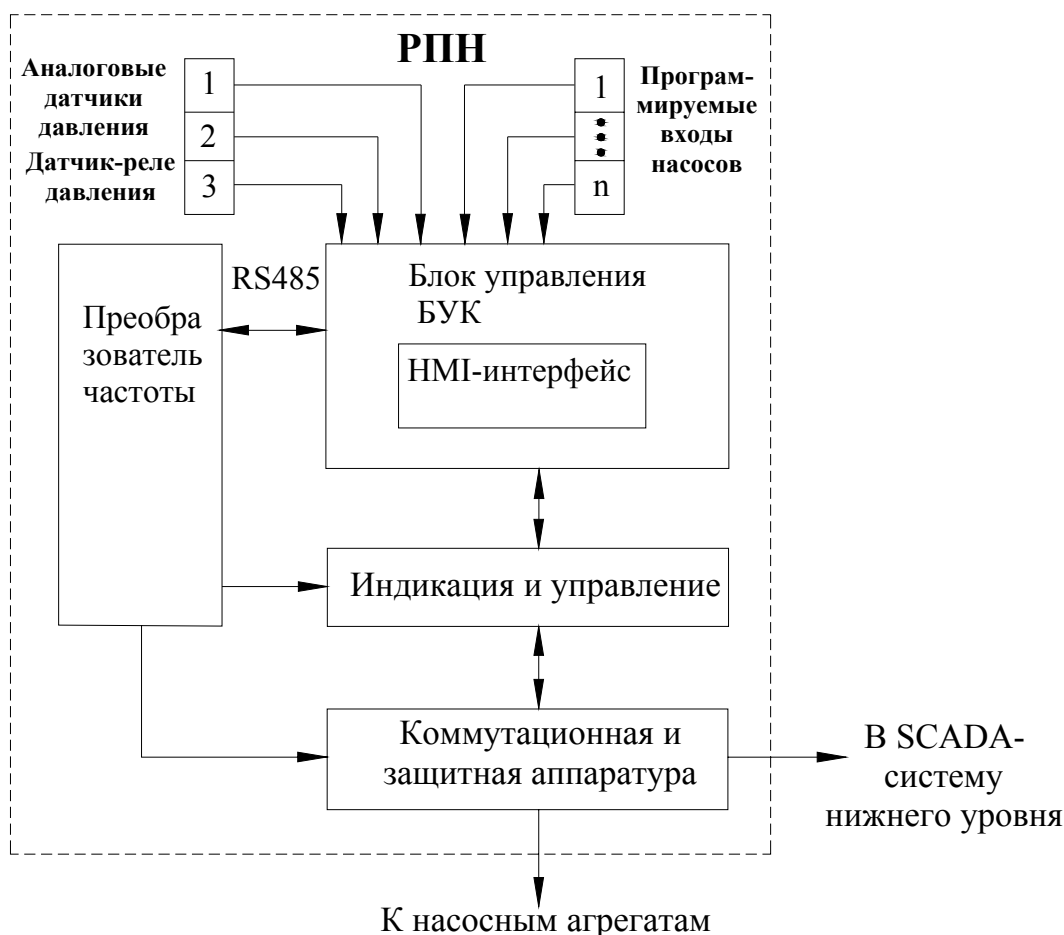 РПН
Аналоговые
датчики
давления
Датчик-реле
давления
1
2
3
1
n
Програм-
мируемые
входы
насосов
RS485
Блок управления
БУК
HMI-интерфейс
Преобра
зователь
частоты
Индикация и управление
Коммутационная и
защитная аппаратура
В SCADA-
систему
нижнего уровня
К насосным агрегатам